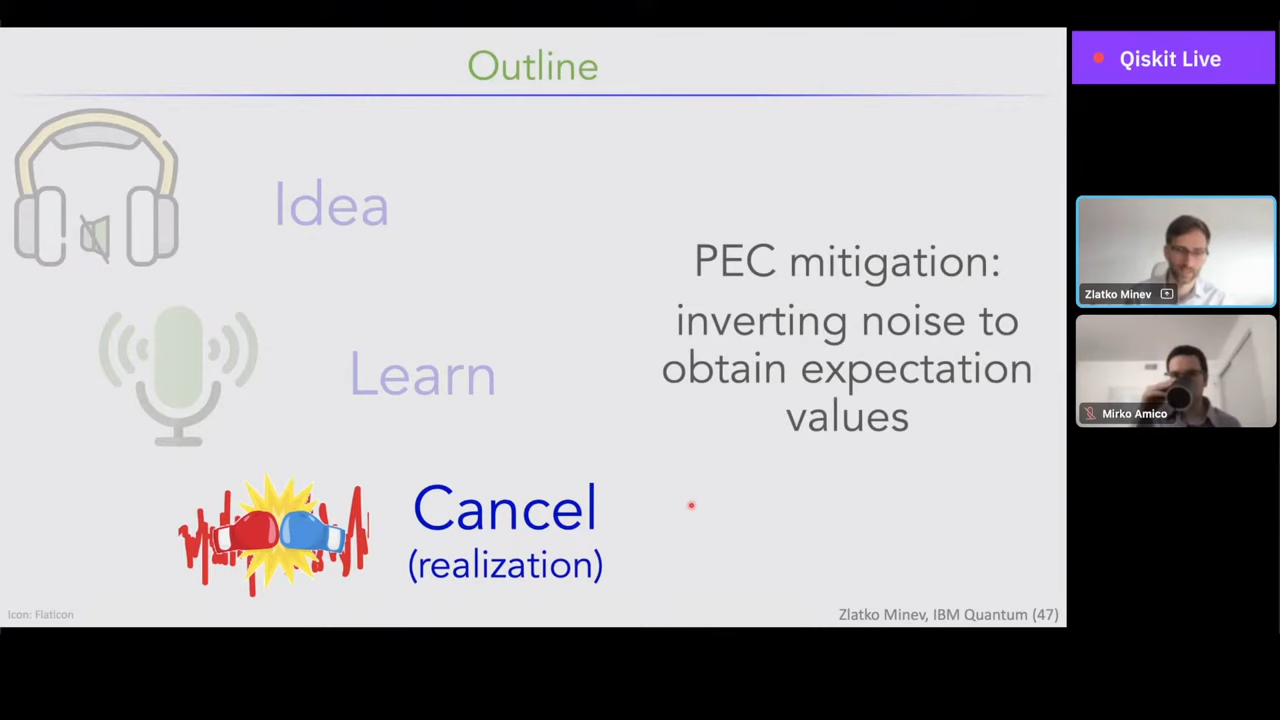 Outline
Idea
Learn
Cancel
(realization)
PEC mitigation:
inverting noise to
obtain expectation
values
Icon: Flaticon
Zlatko Minev, IBM Quantum (47)
Qiskit Live
Zlatko Minev
Mirko Amico